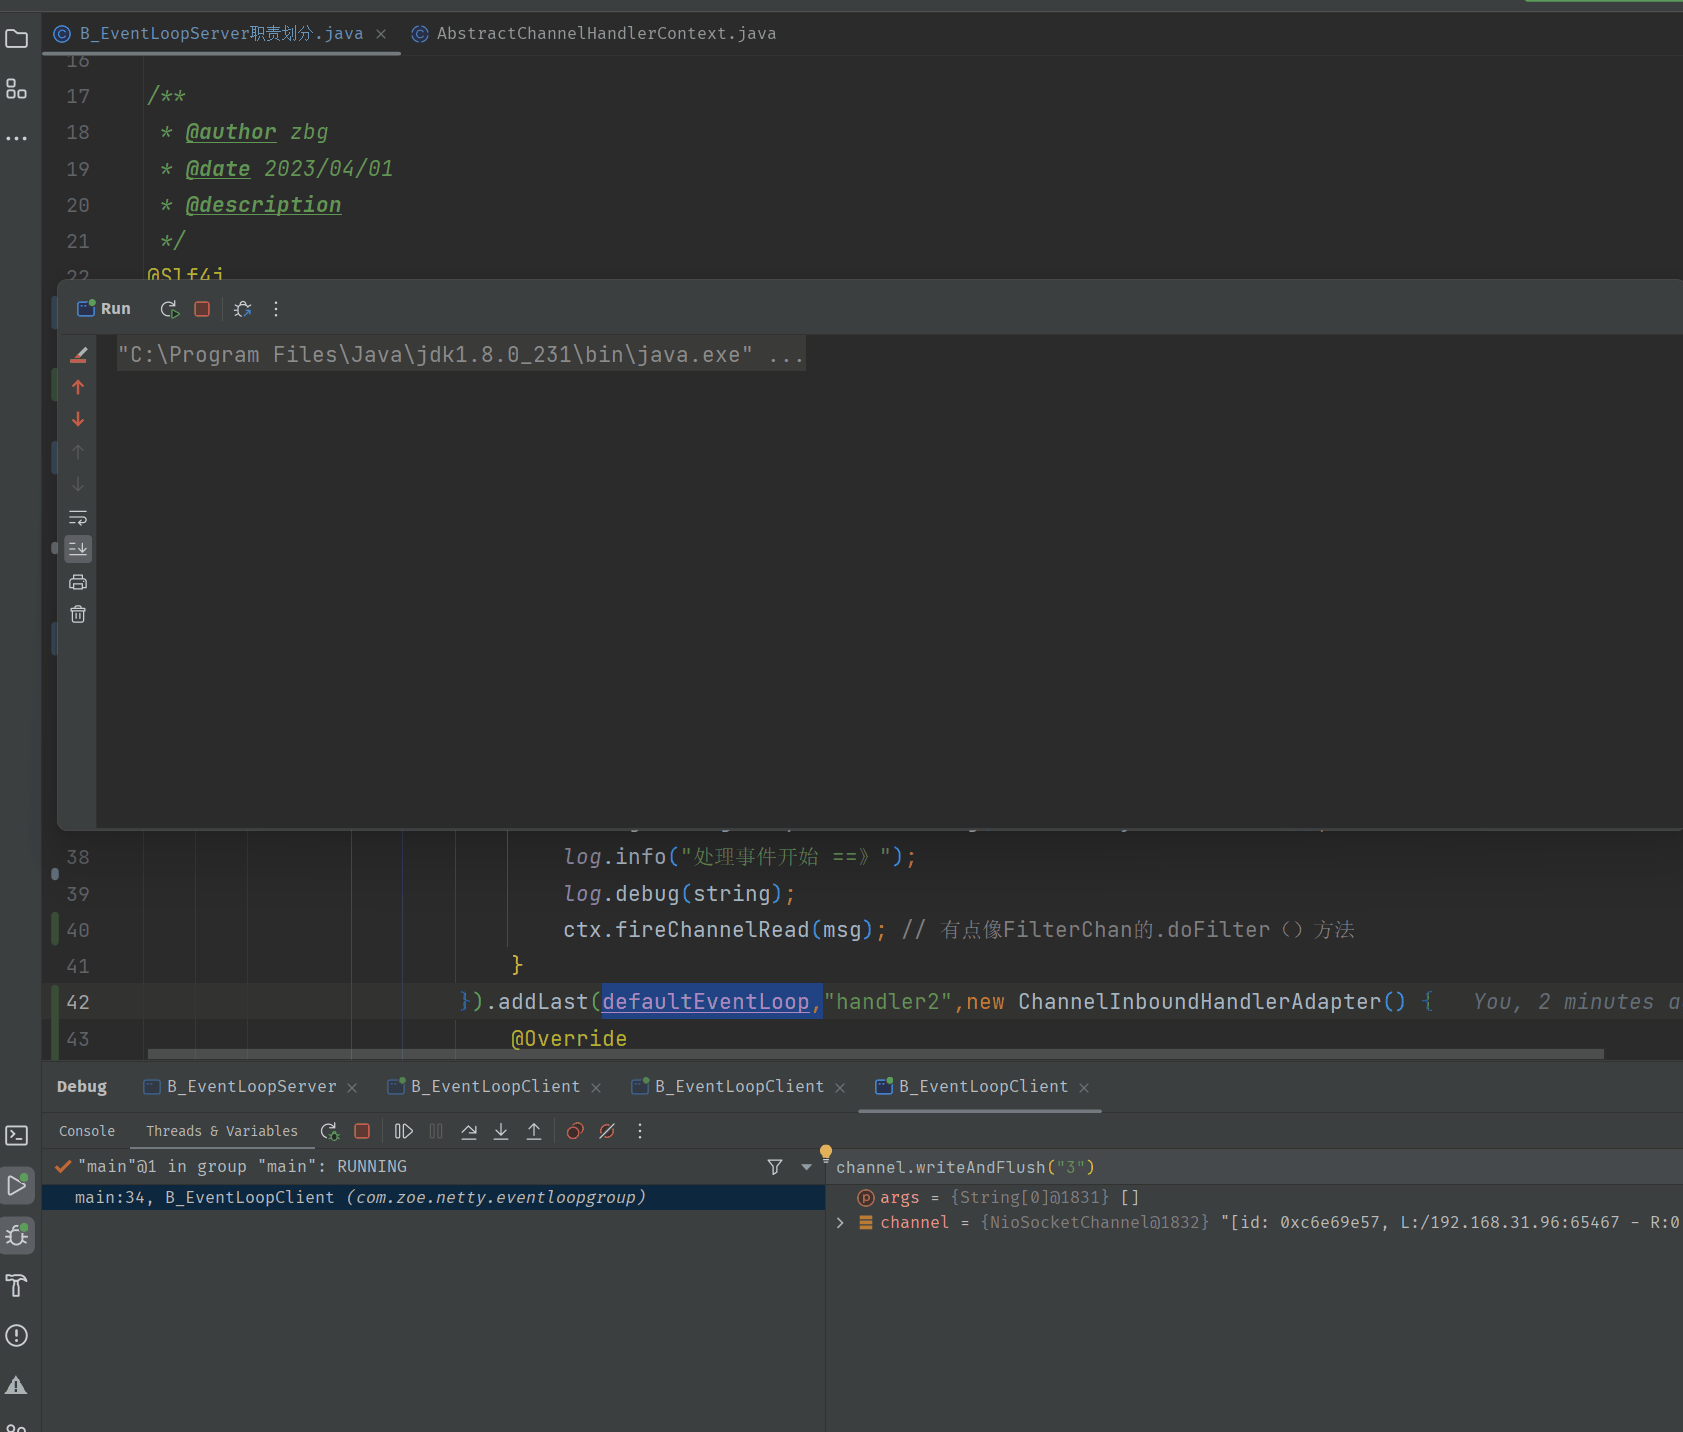 B_EventLoopServer职责划分.java
AbstractChannelHandlerContext.java
16
17 /**
18 * @author zbg
19 * @date 2023/04/01
20 * @description
21 */
22 @Slf4j
Run
"C:\Program Files\Java\jdk1.8.0_231\bin\java.exe" ...
38 log.info("处理事件开始 ==》");
39 log.debug(string);
40 ctx.fireChannelRead(msg); // 有点像FilterChan的.doFilter（）方法
41 }
42 }).addLast(defaultEventLoop,"handler2",new ChannelInboundHandlerAdapter() { You, 2 minutes a
43 @Override
Debug B_EventLoopServer B_EventLoopClient B_EventLoopClient B_EventLoopClient
Console Threads & Variables
"main"@1 in group "main": RUNNING
main:34, B_EventLoopClient (com.zoe.netty.eventloopgroup)
channel.writeAndFlush("3")
args = {String[0]@1831} []
channel = {NioSocketChannel@1832} "[id: 0xc6e69e57, L:/192.168.31.96:65467 - R:0